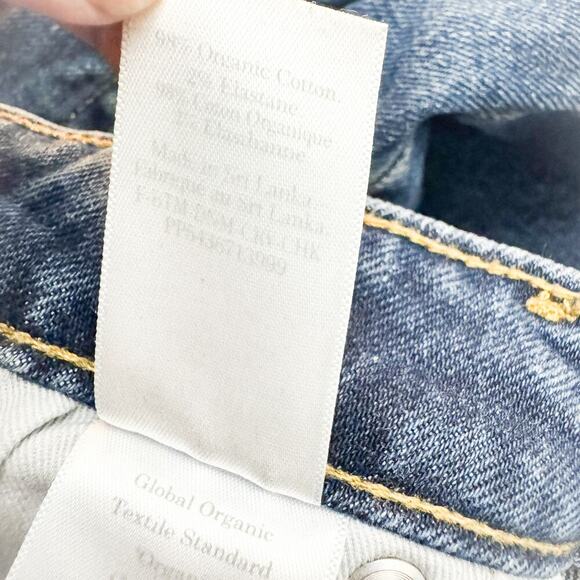 98% Organic Cotton.
2% Elastane
98% Coton Organique
2% Elasthanne
Made in Sri Lanka.
Fabriqué au Sri Lanka.
PP5436713999
Global Organic
Textile Standard